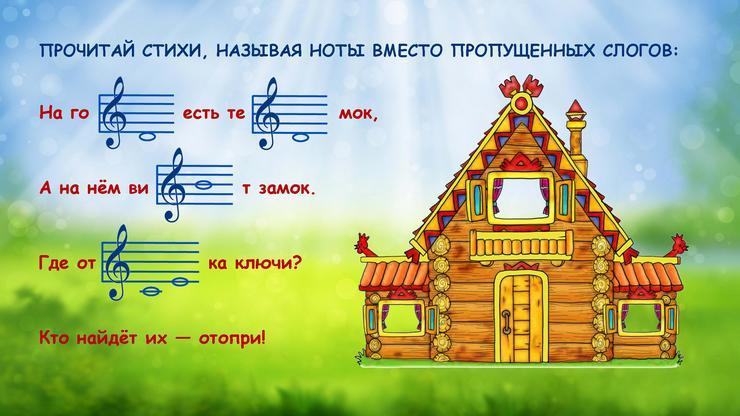 ПРОЧИТАЙ СТИХИ, НАЗЫВАЯ НОТЫ ВМЕСТО ПРОПУЩЕННЫХ СЛОГОВ:
На го есть те мок,
А на нём ви т замок.
Где от ка ключи?
Кто найдёт их — отопри!